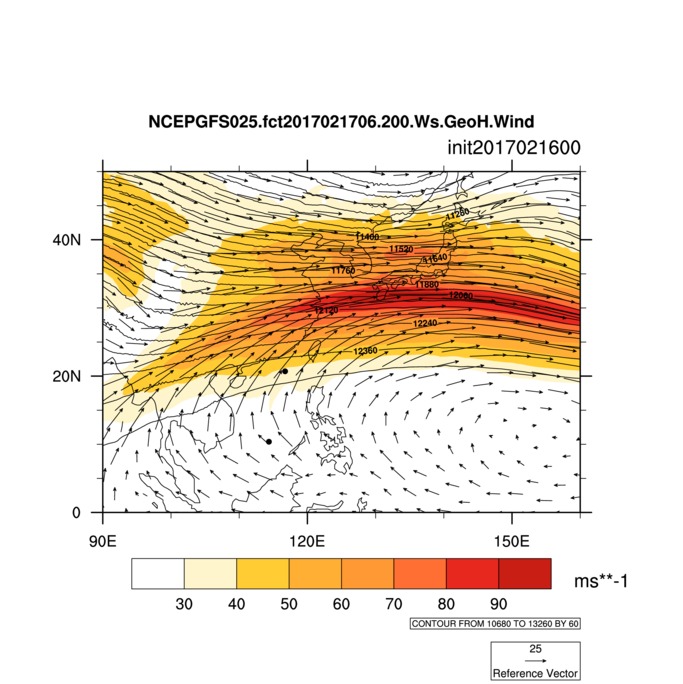 NCEPGFS025.fct2017021706.200.Ws.GeoH.Wind
init2017021600
11260
11400
11520
11640
11760
11880
12000
12120
12240
12360
40N
20N
0
90E 120E 150E
ms**-1
30 40 50 60 70 80 90
CONTOUR FROM 10680 TO 13260 BY 60
25
Reference Vector